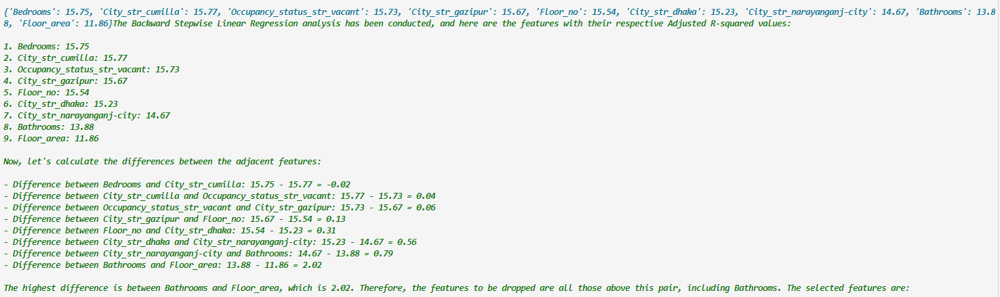 {'Bedrooms': 15.75, 'City_str_cumilla': 15.77, 'Occupancy_status_str_vacant': 15.73, 'City_str_gazipur': 15.67, 'Floor_no': 15.54, 'City_str_dhaka': 15.23, 'City_str_narayanganj-city': 14.67, 'Bathrooms': 13.8
8, 'Floor_area': 11.86}The Backward Stepwise Linear Regression analysis has been conducted, and here are the features with their respective Adjusted R-squared values:
1. Bedrooms: 15.75
2. City_str_cumilla: 15.77
3. Occupancy_status_str_vacant: 15.73
4. City_str_gazipur: 15.67
5. Floor_no: 15.54
6. City_str_dhaka: 15.23
7. City_str_narayanganj-city: 14.67
8. Bathrooms: 13.88
9. Floor_area: 11.86
Now, let's calculate the differences between the adjacent features:
- Difference between Bedrooms and City_str_cumilla: 15.75 - 15.77 = -0.02
- Difference between City_str_cumilla and Occupancy_status_str_vacant: 15.77 - 15.73 = 0.04
- Difference between Occupancy_status_str_vacant and City_str_gazipur: 15.73 - 15.67 = 0.06
- Difference between City_str_gazipur and Floor_no: 15.67 - 15.54 = 0.13
- Difference between Floor_no and City_str_dhaka: 15.54 - 15.23 = 0.31
- Difference between City_str_dhaka and City_str_narayanganj-city: 15.23 - 14.67 = 0.56
- Difference between City_str_narayanganj-city and Bathrooms: 14.67 - 13.88 = 0.79
- Difference between Bathrooms and Floor_area: 13.88 - 11.86 = 2.02
The highest difference is between Bathrooms and Floor_area, which is 2.02. Therefore, the features to be dropped are all those above this pair, including Bathrooms. The selected features are: